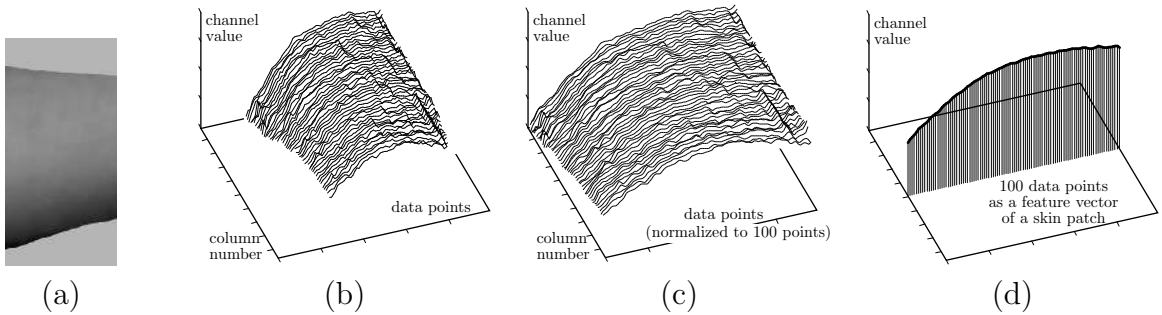 channel
value
data points
column
number
channel
value
data points
(normalized to 100 points)
column
number
channel
value
100 data points
as a feature vector
of a skin patch
(a)
(b)
(c)
(d)